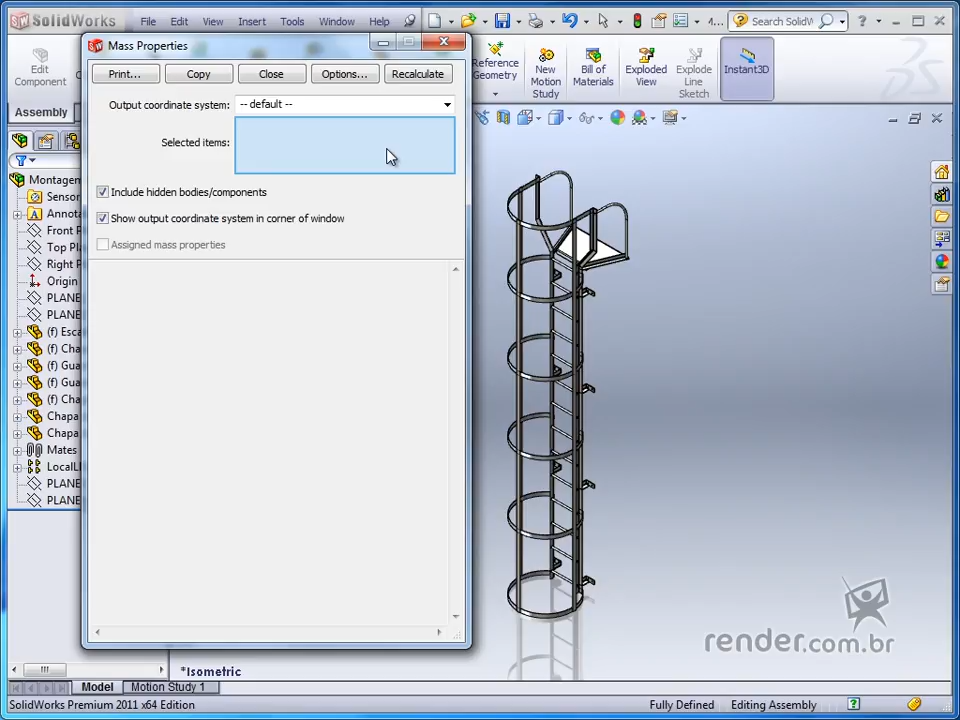 SolidWorks
File Edit View Insert Tools Window Help
4...
Search SolidW
Edit
Component
Reference
Geometry
New
Motion
Study
Bill of
Materials
Exploded
View
Explode
Line
Sketch
Instant3D
Assembly
Mass Properties
Print... Copy Close Options... Recalculate
Output coordinate system: -- default --
Selected items:
Include hidden bodies/components
Show output coordinate system in corner of window
Assigned mass properties
Montagen
Sensor
Annota
Front P
Top Pl
Right P
Origin
PLANE
PLANE
(f) Esca
(f) Cha
(f) Gua
(f) Gua
(f) Cha
Chapa
Chapa
Mates
LocalL
PLANE
PLANE
render.com.br
*Isometric
Model Motion Study 1
SolidWorks Premium 2011 x64 Edition
Fully Defined Editing Assembly